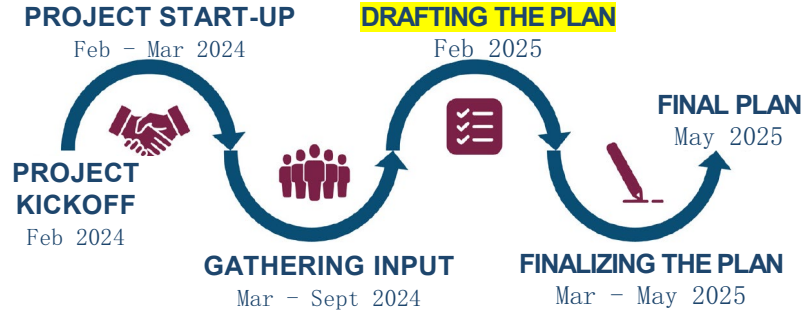 PROJECT START-UP
Feb - Mar 2024
DRAFTING THE PLAN
Feb 2025
FINAL PLAN
May 2025
PROJECT
KICKOFF
Feb 2024
GATHERING INPUT
Mar - Sept 2024
FINALIZING THE PLAN
Mar - May 2025